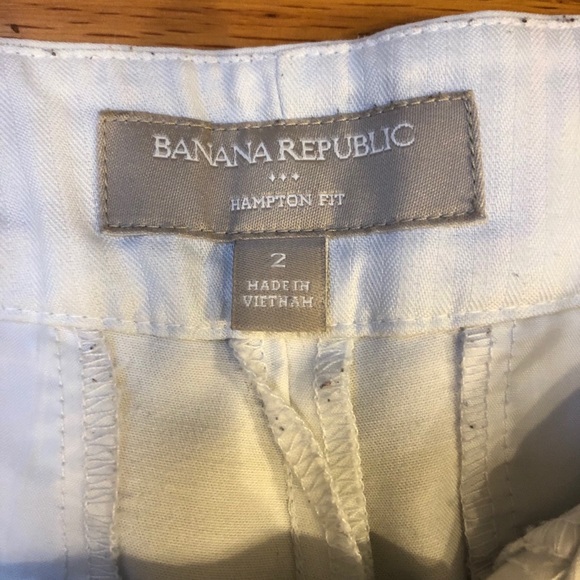 BANANA REPUBLIC
HAMPTON FIT
2
MADE IN
VIETNAM